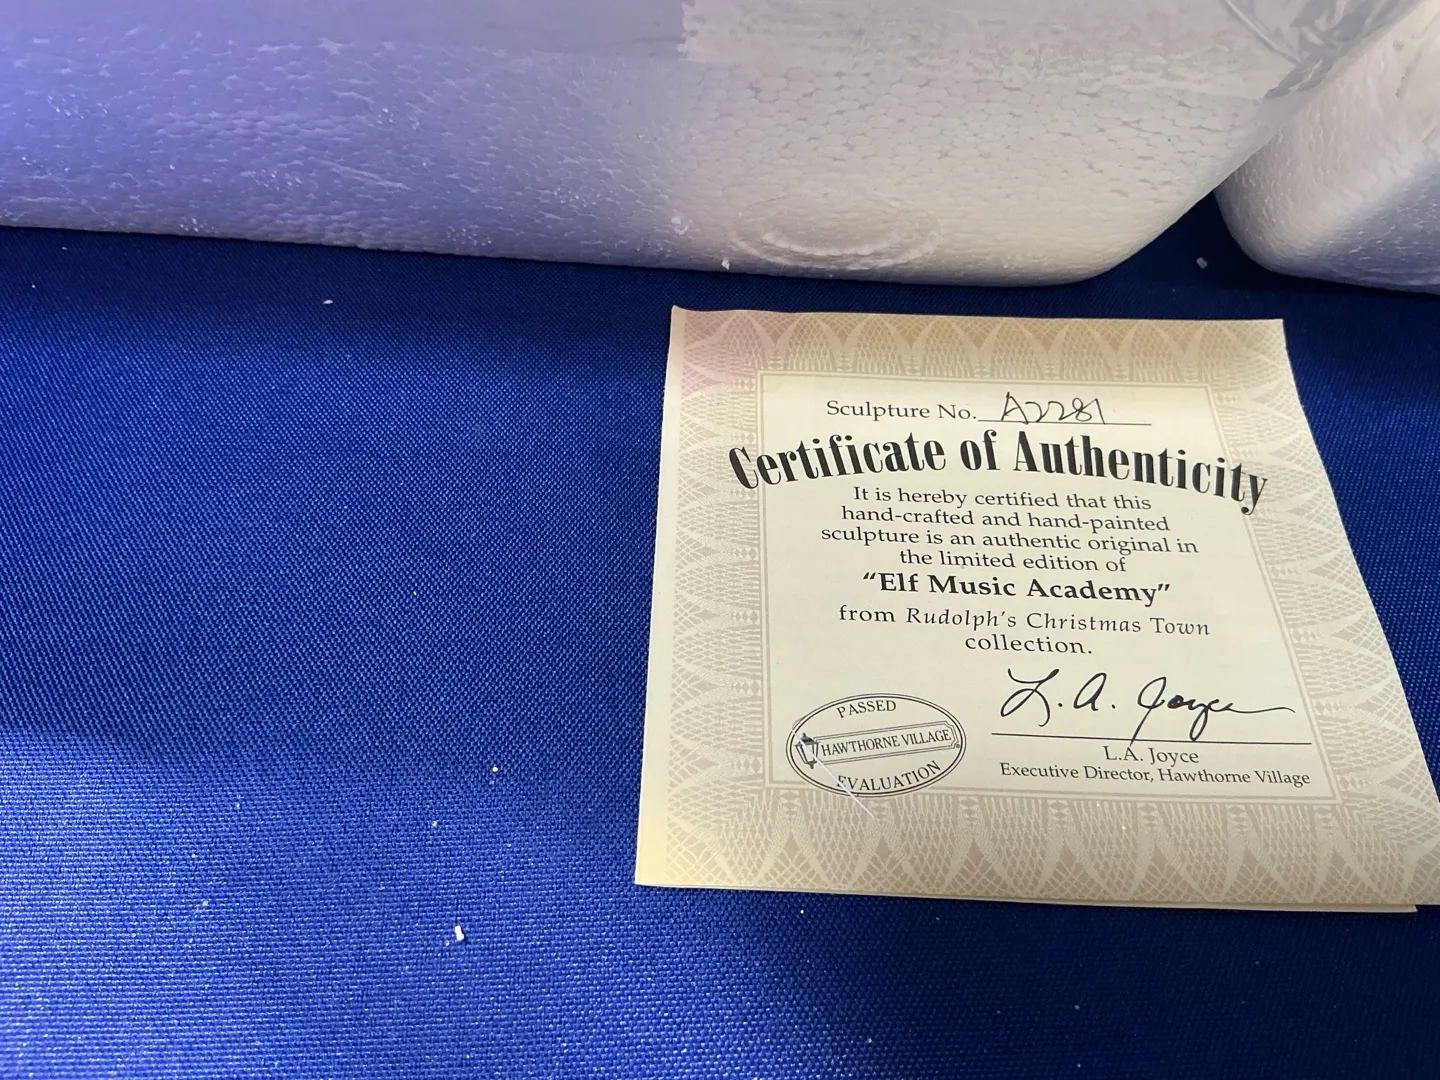 Sculpture No. A2281
Certificate of Authenticity
It is hereby certified that this
hand-crafted and hand-painted
sculpture is an authentic original in
the limited edition of
“Elf Music Academy”
from Rudolph's Christmas Town
collection.
L. A. Joyce
L.A. Joyce
Executive Director, Hawthorne Village
PASSED
HAWTHORNE VILLAGE
EVALUATION